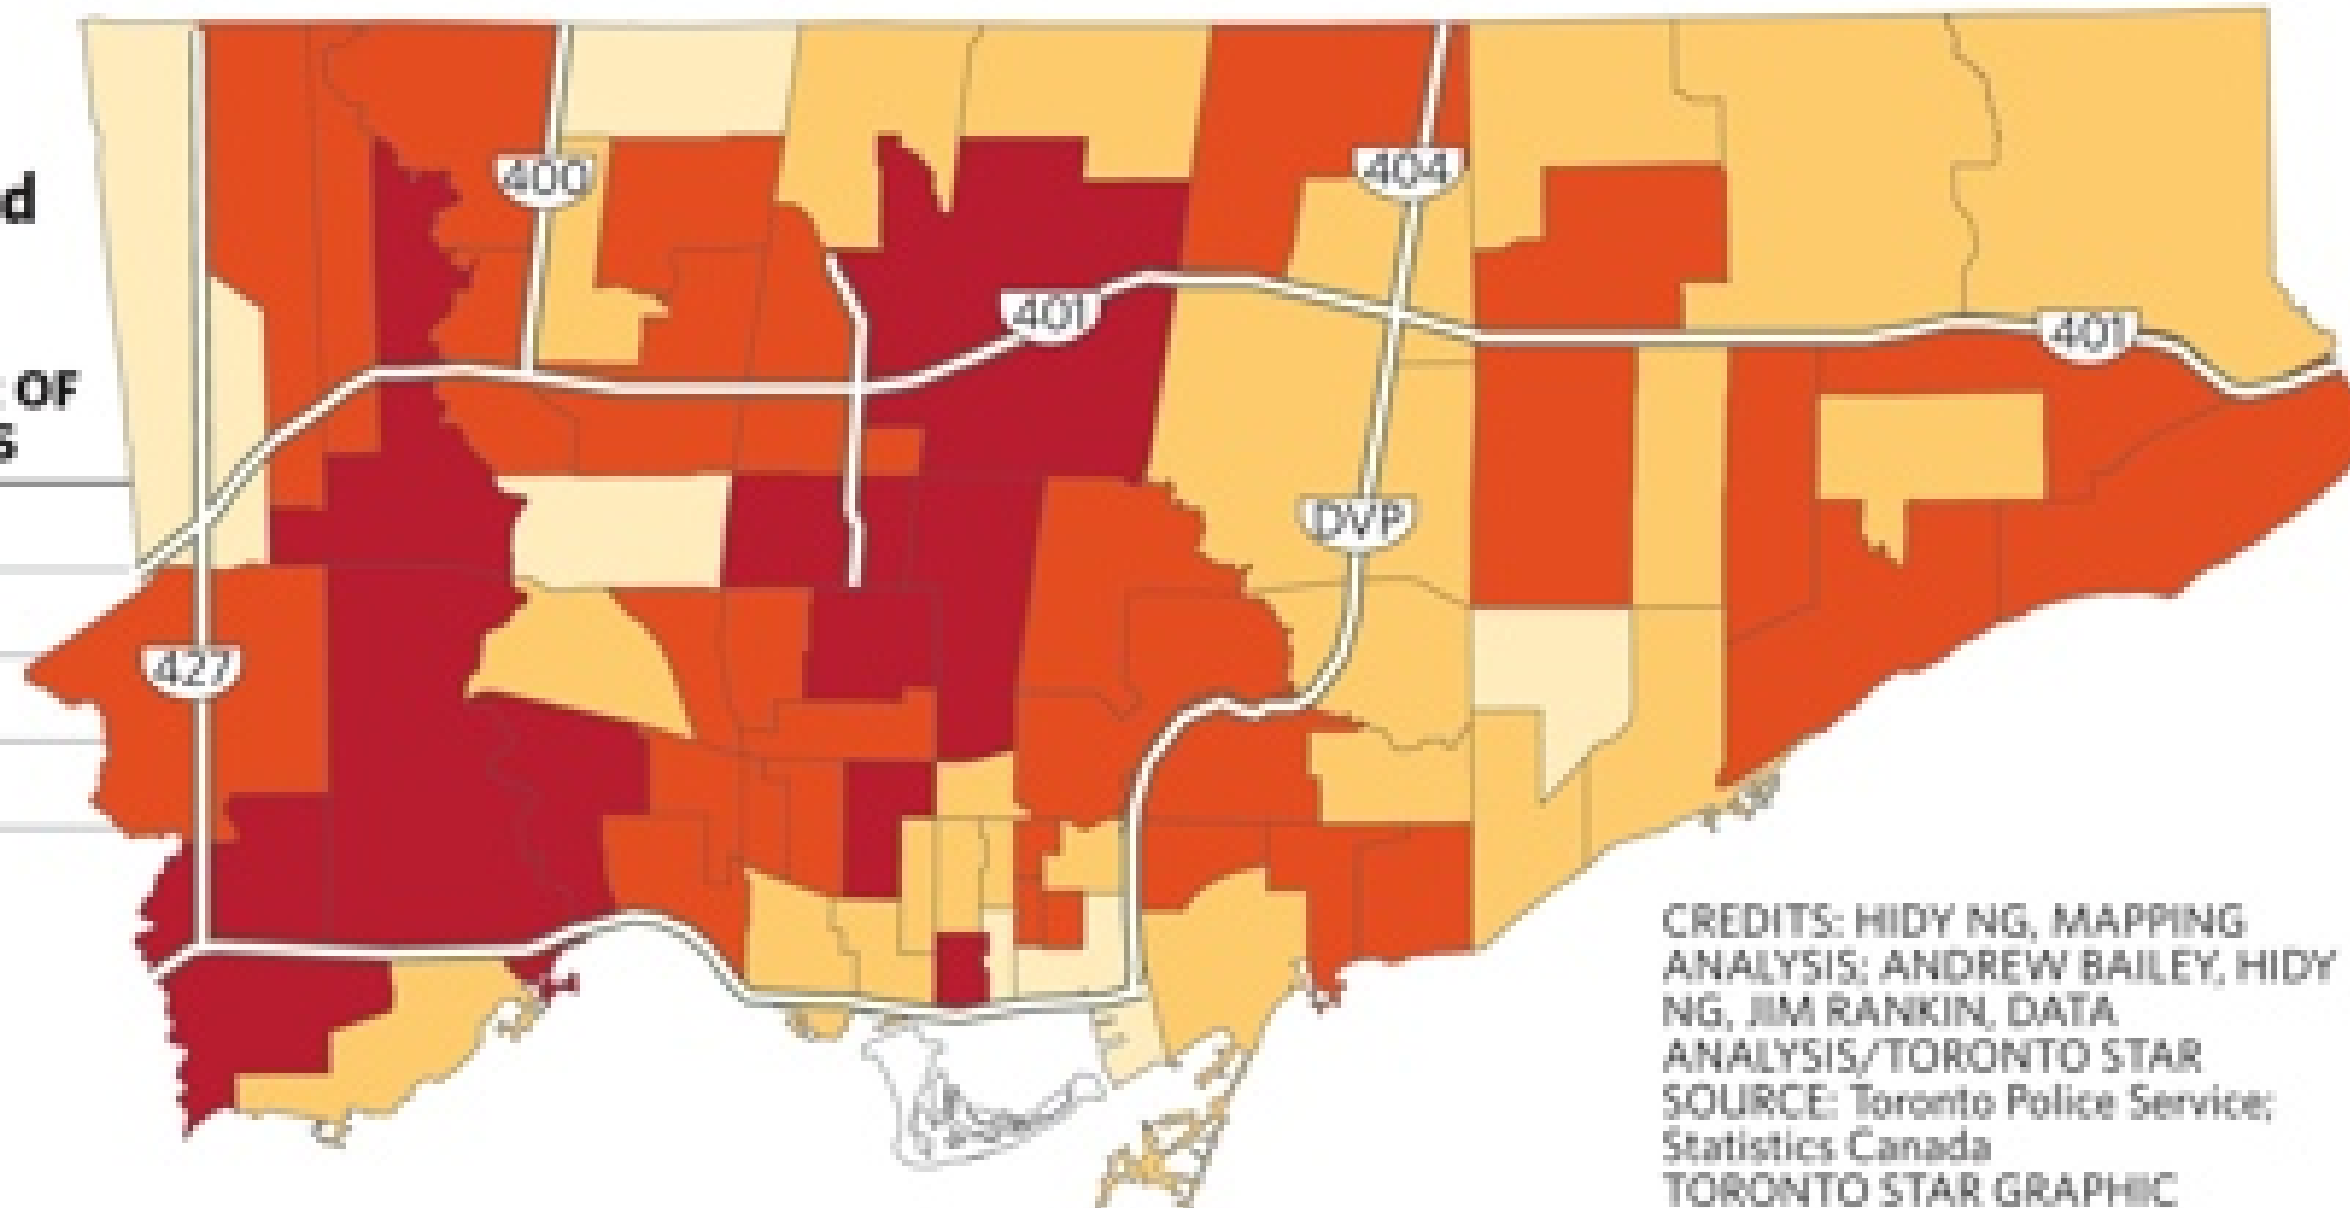 d
OF
S
400
404
401
401
DVP
427
CREDITS: HIDY NG, MAPPING
ANALYSIS; ANDREW BAILEY, HIDY
NG, JIM RANKIN, DATA
ANALYSIS/TORONTO STAR
SOURCE: Toronto Police Service;
Statistics Canada
TORONTO STAR GRAPHIC